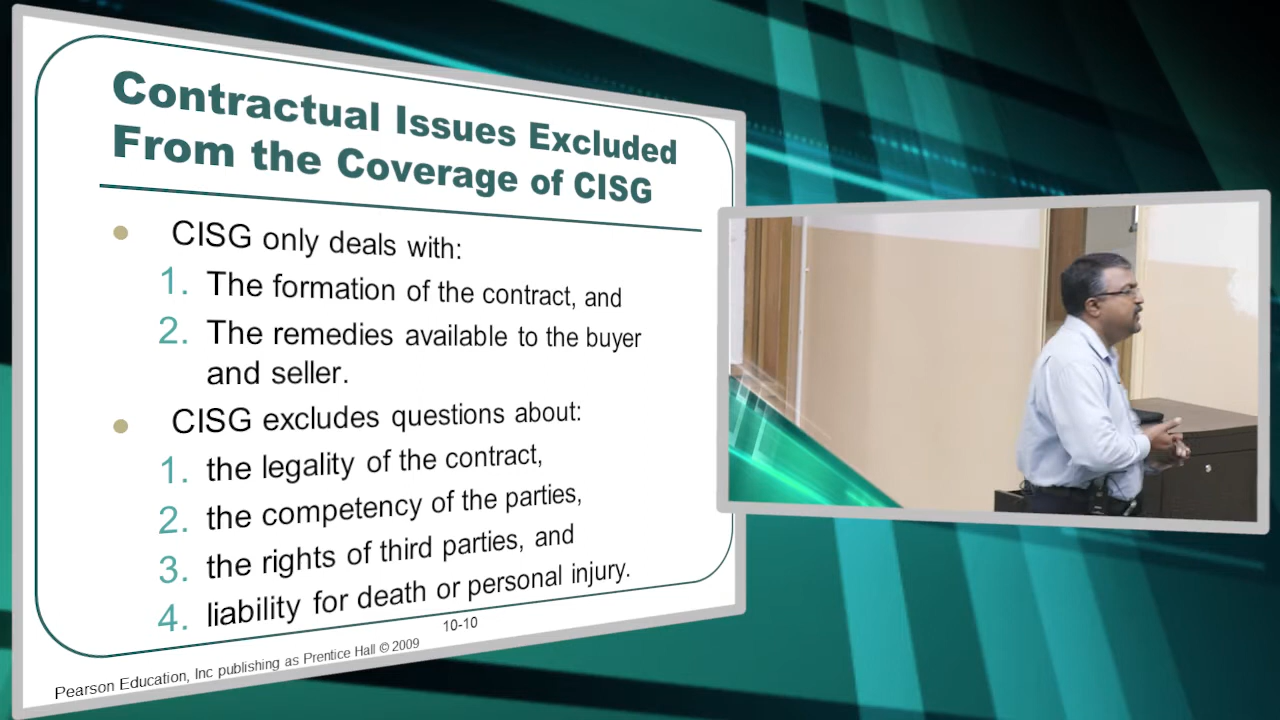 Contractual Issues Excluded
From the Coverage of CISG
CISG only deals with:
1. The formation of the contract, and
2. The remedies available to the buyer
and seller.
CISG excludes questions about:
1. the legality of the contract,
2. the competency of the parties,
3. the rights of third parties, and
4. liability for death or personal injury.
10-10
Pearson Education, Inc publishing as Prentice Hall © 2009